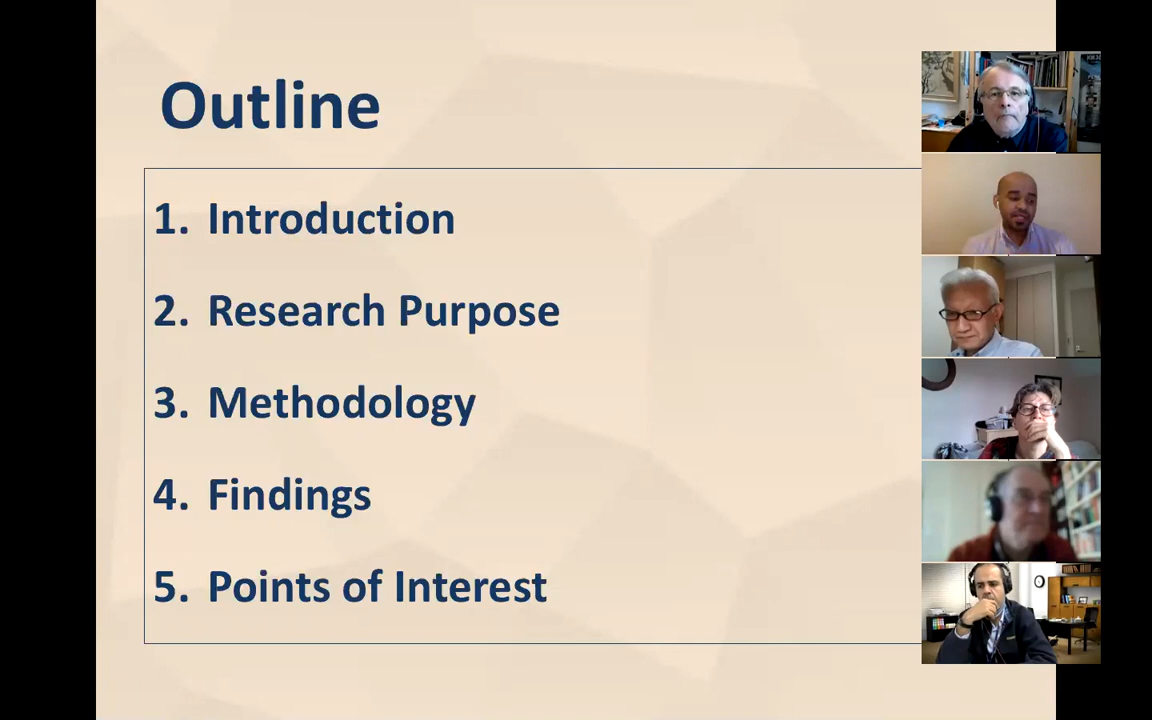 Outline
1. Introduction
2. Research Purpose
3. Methodology
4. Findings
5. Points of Interest